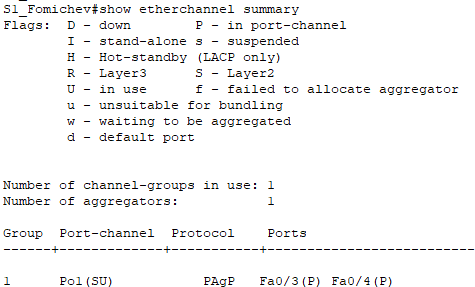 S1_Fomichev#show etherchannel summary
Flags:  D - down        P - in port-channel
        I - stand-alone s - suspended
        H - Hot-standby (LACP only)
        R - Layer3      S - Layer2
        U - in use      f - failed to allocate aggregator
        u - unsuitable for bundling
        w - waiting to be aggregated
        d - default port
Number of channel-groups in use: 1
Number of aggregators:           1
Group  Port-channel  Protocol    Ports
------+-------------+-----------+---------------------------
1      Po1(SU)           PAgP   Fa0/3(P) Fa0/4(P)